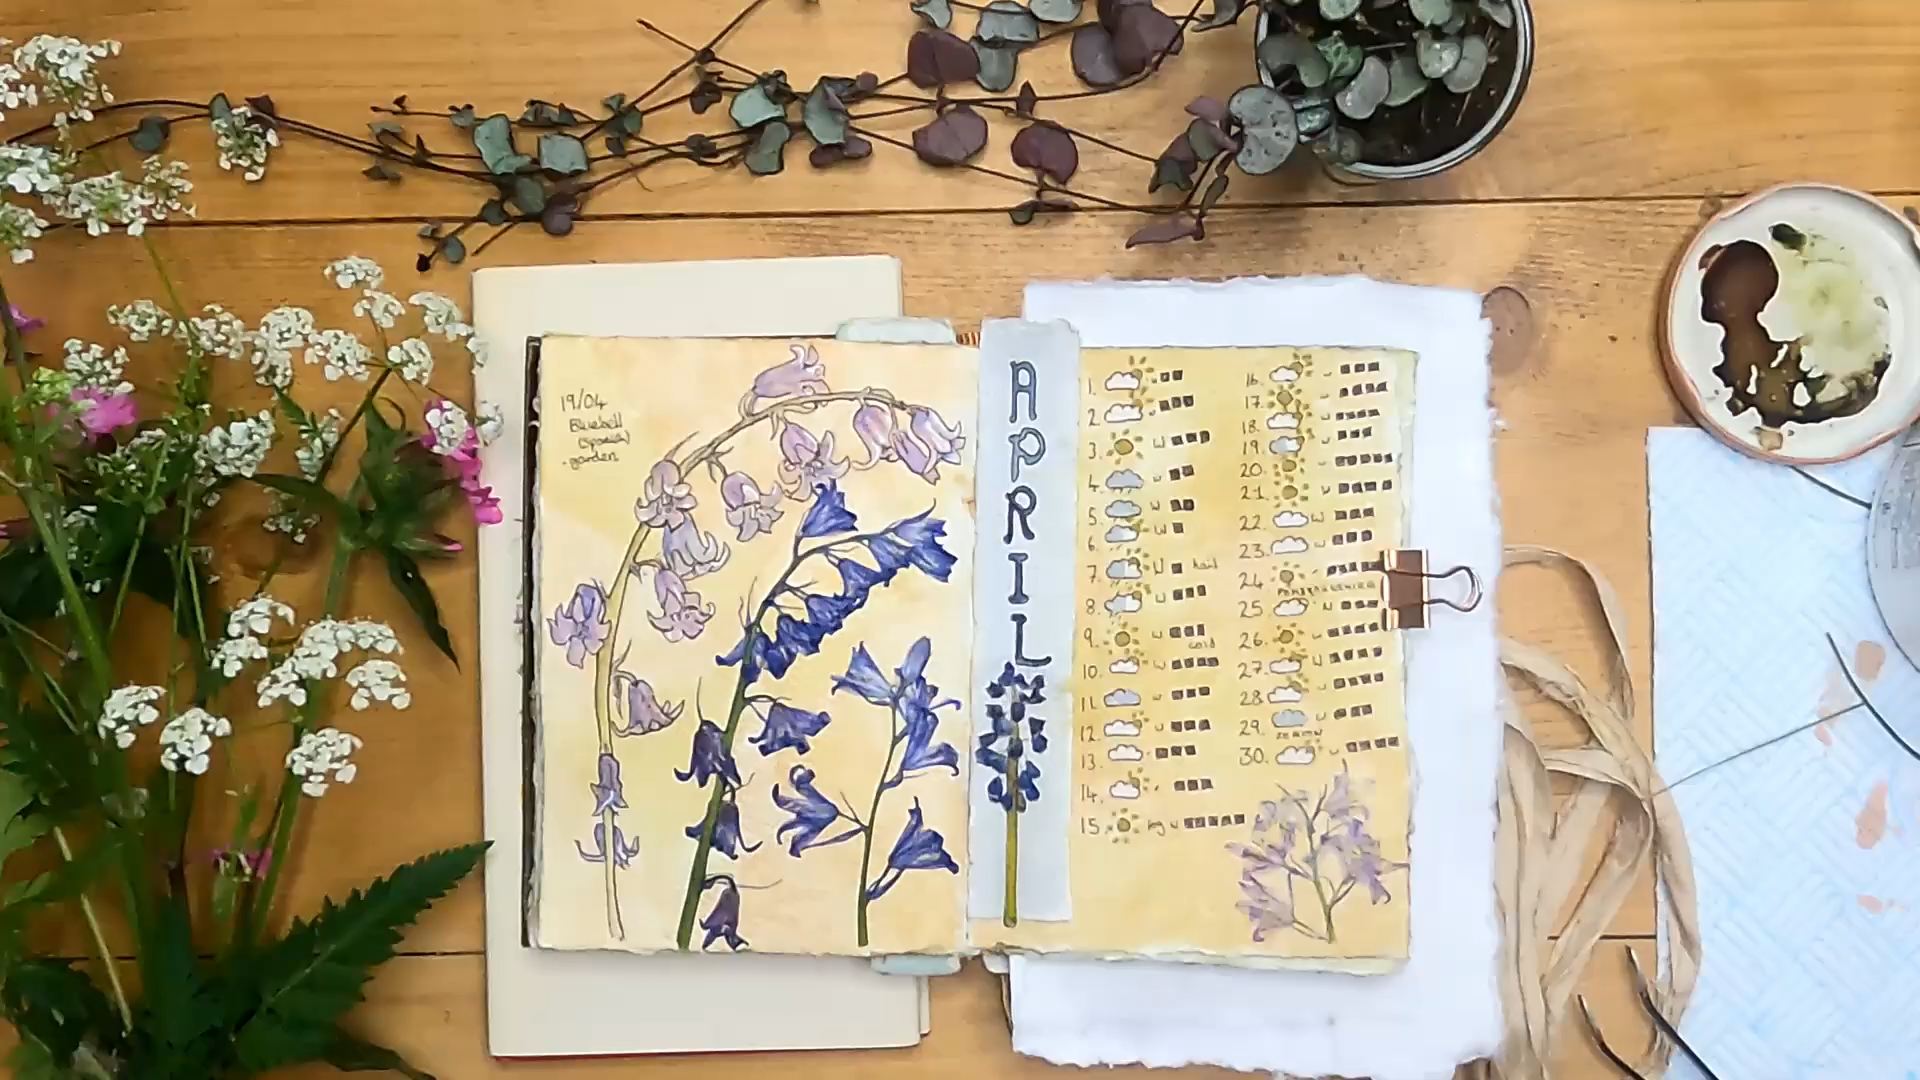 19/04
Bluebell
(Spanish)
garden
APRIL
1.
2.
3. W
4. W
5. W
6. W
7. W hail
8. W
9. W
cold
10. W
11. W
12. W
13.
14.
15.
16.
17.
18.
19.
20.
21. W
22. W
23. W
24.
25. W
26. W
27. W
28.
29. W
30. W